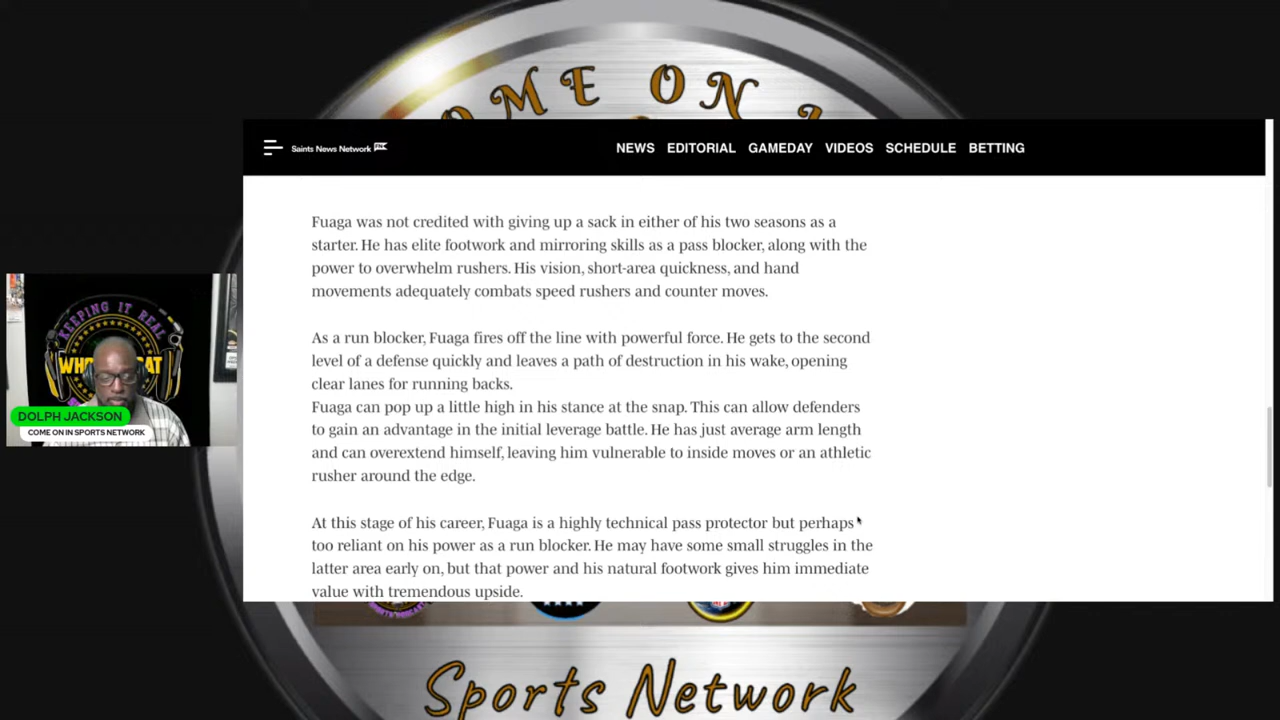 OME ON I
Saints News Network FN
NEWS EDITORIAL GAMEDAY VIDEOS SCHEDULE BETTING
Fuaga was not credited with giving up a sack in either of his two seasons as a
starter. He has elite footwork and mirroring skills as a pass blocker, along with the
power to overwhelm rushers. His vision, short-area quickness, and hand
movements adequately combats speed rushers and counter moves.
As a run blocker, Fuaga fires off the line with powerful force. He gets to the second
level of a defense quickly and leaves a path of destruction in his wake, opening
clear lanes for running backs.
Fuaga can pop up a little high in his stance at the snap. This can allow defenders
to gain an advantage in the initial leverage battle. He has just average arm length
and can overextend himself, leaving him vulnerable to inside moves or an athletic
rusher around the edge.
At this stage of his career, Fuaga is a highly technical pass protector but perhaps
too reliant on his power as a run blocker. He may have some small struggles in the
latter area early on, but that power and his natural footwork gives him immediate
value with tremendous upside.
KEEPING IT REAL
WHO AT
DOLPH JACKSON
COME ON IN SPORTS NETWORK
NFL
Sports Network